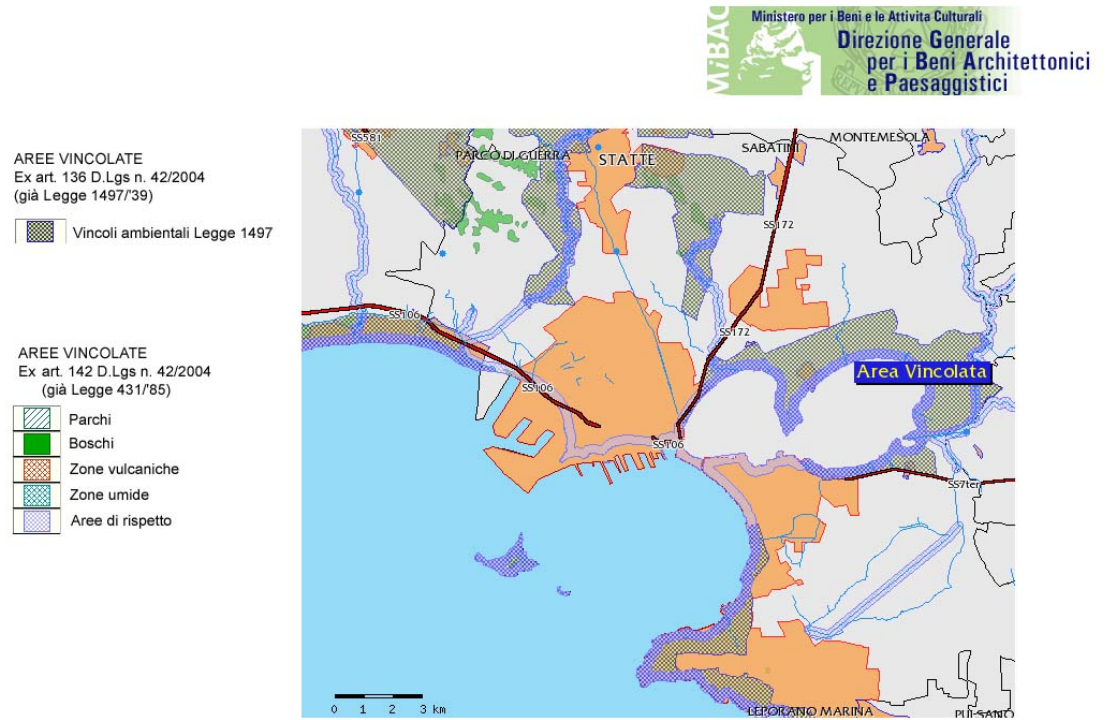 MiBAC
Ministero per i Beni e le Attivita Culturali
Direzione Generale
per i Beni Architettonici
e Paesaggistici
AREE VINCOLATE
Ex art. 136 D.Lgs n. 42/2004
(già Legge 1497/'39)
Vincoli ambientali Legge 1497
AREE VINCOLATE
Ex art. 142 D.Lgs n. 42/2004
(già Legge 431/'85)
Parchi
Boschi
Zone vulcaniche
Zone umide
Aree di rispetto
SS581
PARCO DI GUERRA
STATTE
SABATINI
MONTEMESOLA
SS172
SS106
SS172
Area Vincolata
SS106
SS106
SS7ter
0 1 2 3 km
LEPORANO MARINA
PULSANO